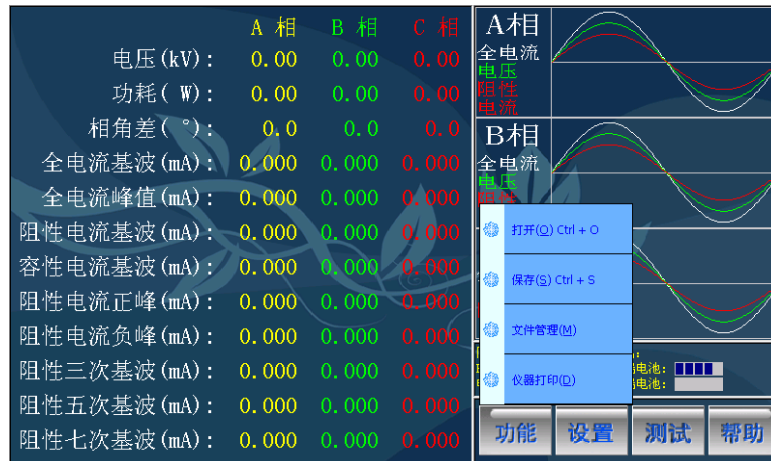 A 相 B 相 C 相
电压(kV): 0.00 0.00 0.00
功耗( W): 0.00 0.00 0.00
相角差( °): 0.0 0.0 0.0
全电流基波(mA): 0.000 0.000 0.000
全电流峰值(mA): 0.000 0.000 0.000
阻性电流基波(mA): 0.000 0.000 0.000
容性电流基波(mA): 0.000 0.000 0.000
阻性电流正峰(mA): 0.000 0.000 0.000
阻性电流负峰(mA): 0.000 0.000 0.000
阻性三次基波(mA): 0.000 0.000 0.000
阻性五次基波(mA): 0.000 0.000 0.000
阻性七次基波(mA): 0.000 0.000 0.000
A相
全电流
电压
阻性
电流
B相
全电流
电压
打开(O) Ctrl + O
保存(S) Ctrl + S
文件管理(M)
仪器打印(D)
电池:
电池:
功能 设置 测试 帮助